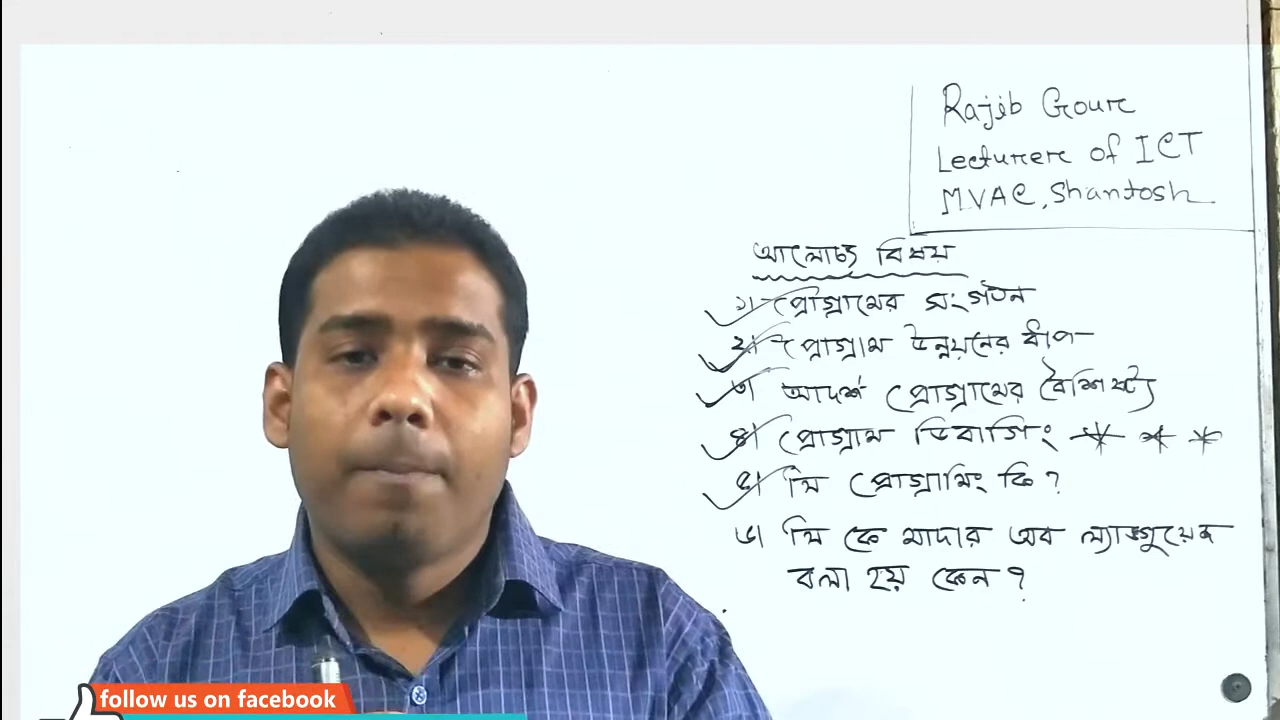 Rajib Gour
Lecturer of ICT
MVAC, Shantosh
আলোচ্য বিষয়
১। প্রোগ্রামের সংগঠন
২। প্রোগ্রাম উন্নয়নের ধাপ
৩। আদর্শ প্রোগ্রামের বৈশিষ্ট্য
৪। প্রোগ্রাম ডিবাগিং * * *
৫। সি প্রোগ্রামিং কি?
৬। সি কে মাদার অব ল্যাঙ্গুয়েজ
বলা হয় কেন?
follow us on facebook